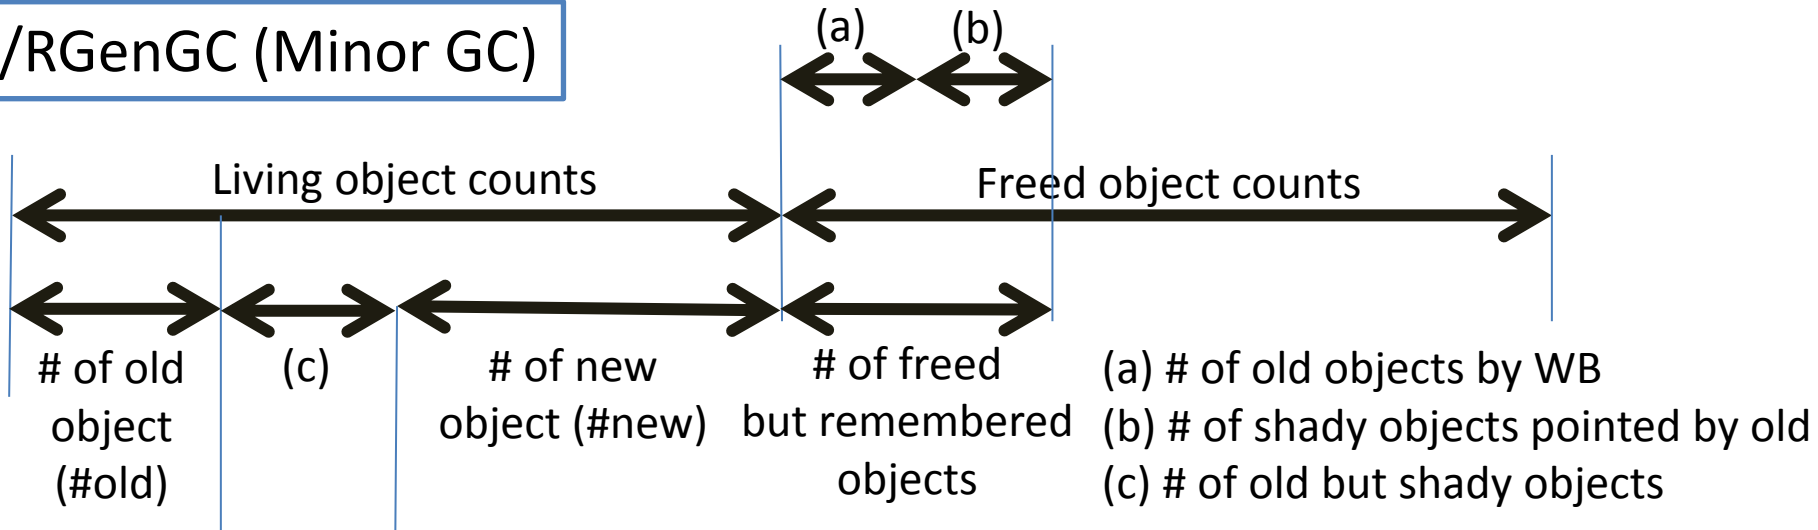 /RGenGC (Minor GC)
(a)
(b)
Living object counts
Freed object counts
# of old
object
(#old)
(c)
# of new
object (#new)
# of freed
but remembered
objects
(a) # of old objects by WB
(b) # of shady objects pointed by old
(c) # of old but shady objects